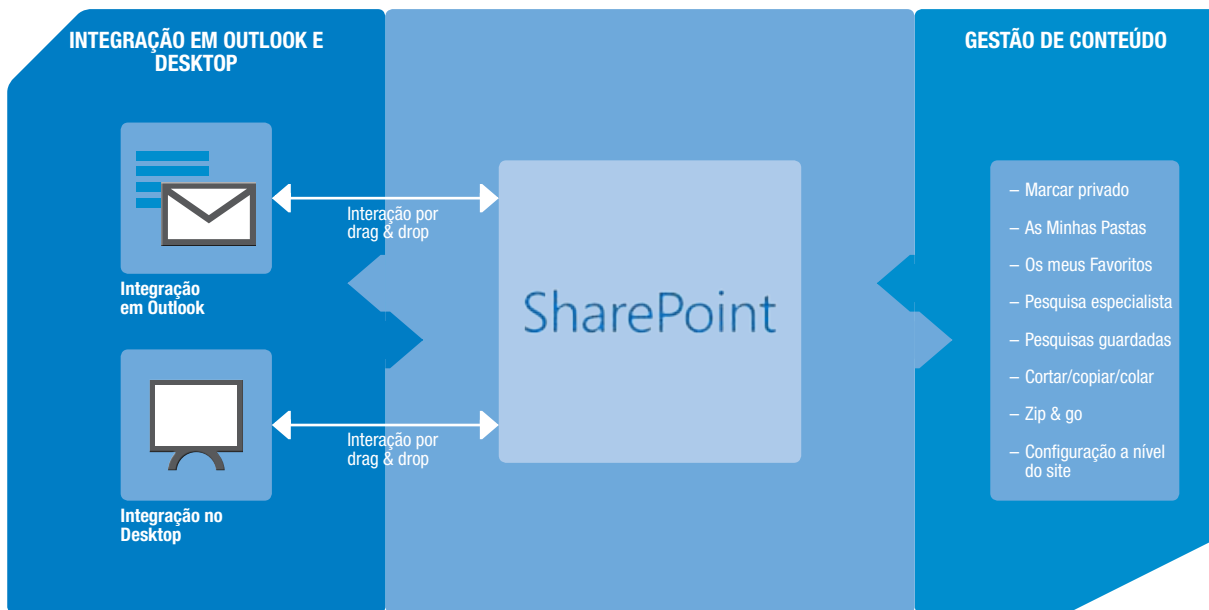 INTEGRAÇÃO EM OUTLOOK E
DESKTOP
Interação por
drag & drop
Integração
em Outlook
Interação por
drag & drop
Integração no
Desktop
SharePoint
GESTÃO DE CONTEÚDO
– Marcar privado
– As Minhas Pastas
– Os meus Favoritos
– Pesquisa especialista
– Pesquisas guardadas
– Cortar/copiar/colar
– Zip & go
– Configuração a nível
do site